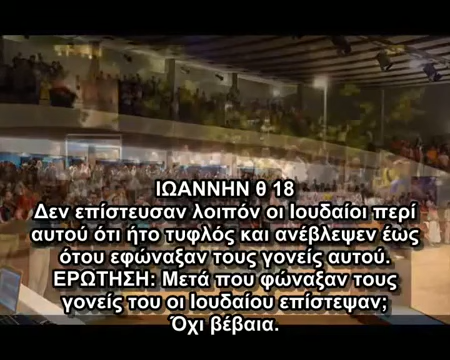 ΙΩΑΝΝΗΝ θ 18
Δεν επίστευσαν λοιπόν οι Ιουδαίοι περί
αυτού ότι ήτο τυφλός και ανέβλεψεν έως
ότου εφώναξαν τους γονείς αυτού.
ΕΡΩΤΗΣΗ: Μετά που φώναξαν τους
γονείς του οι Ιουδαίου επίστεψαν;
Όχι βέβαια.